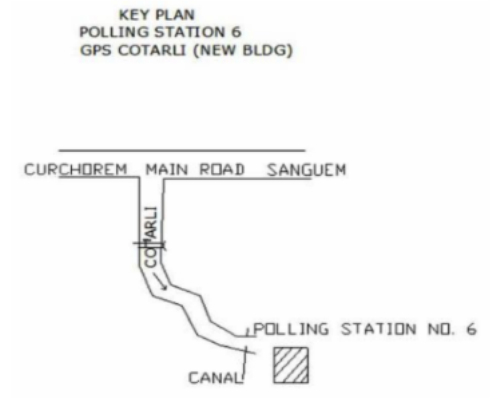 KEY PLAN
POLLING STATION 6
GPS COTARLI (NEW BLDG)
CURCHOREM MAIN ROAD SANGUEM
COTARLI
POLLING STATION NO. 6
CANAL